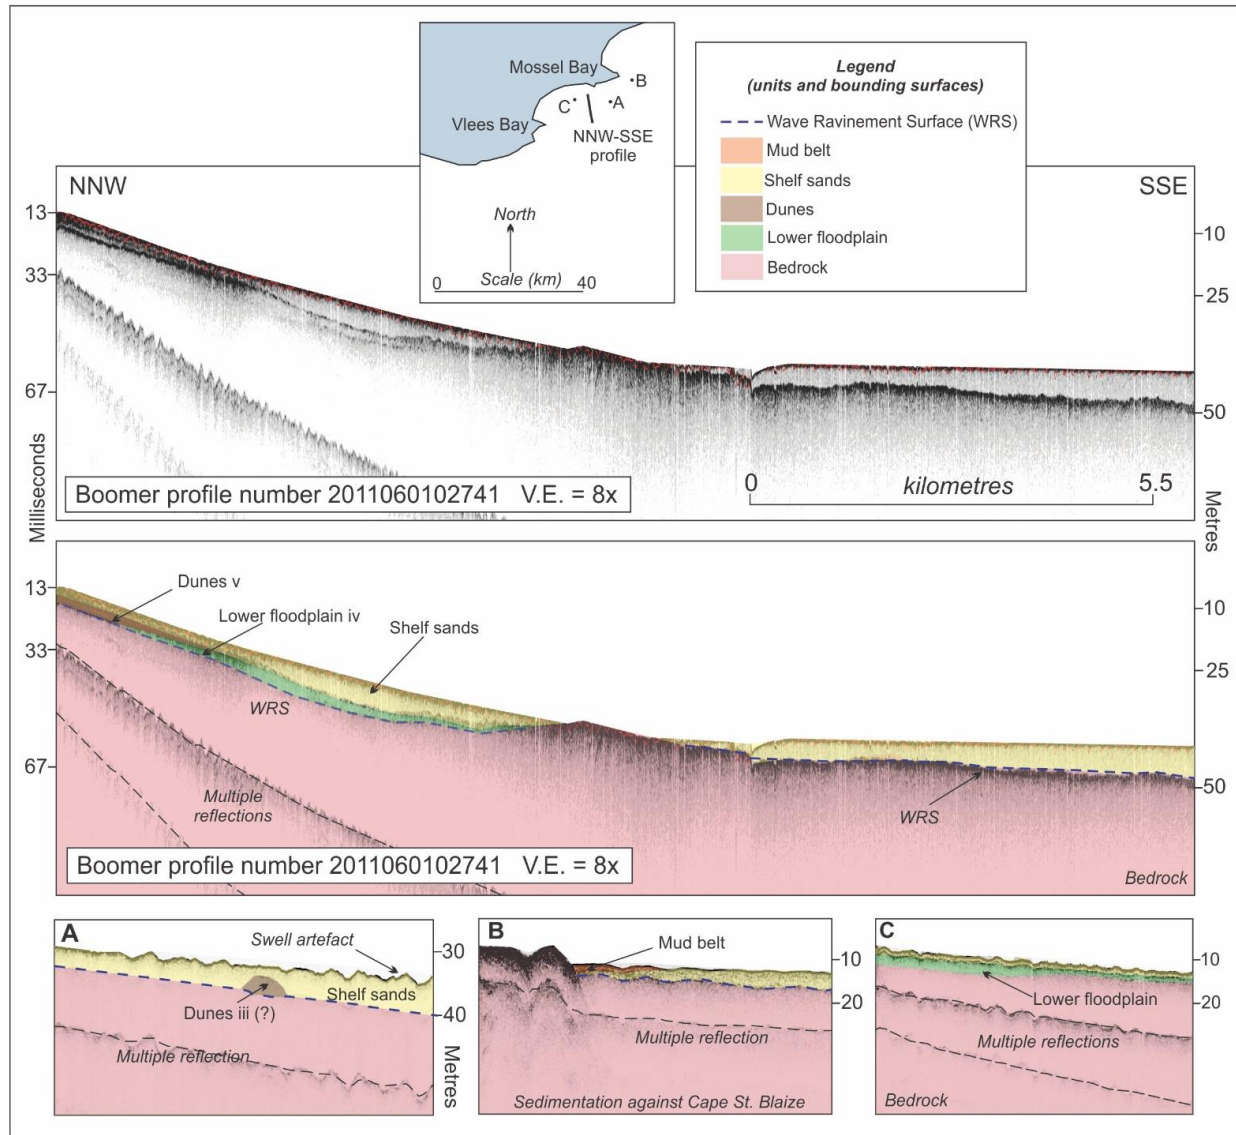 Mossel Bay
B
C
A
Vlees Bay
NNW-SSE
profile
North
Scale (km)
0
40
Legend
(units and bounding surfaces)
Wave Ravinement Surface (WRS)
Mud belt
Shelf sands
Dunes
Lower floodplain
Bedrock
NNW
SSE
13
33
67
10
25
50
Milliseconds
Metres
Boomer profile number 2011060102741 V.E. = 8x
0 kilometres 5.5
Dunes v
Lower floodplain iv
Shelf sands
13
33
67
10
25
50
WRS
Multiple
reflections
WRS
Boomer profile number 2011060102741 V.E. = 8x
Bedrock
A
Swell artefact
30
Shelf sands
Dunes iii (?)
40
Multiple reflection
Metres
B
Mud belt
10
20
Multiple reflection
Sedimentation against Cape St. Blaize
C
10
Lower floodplain
20
Multiple reflections
Bedrock